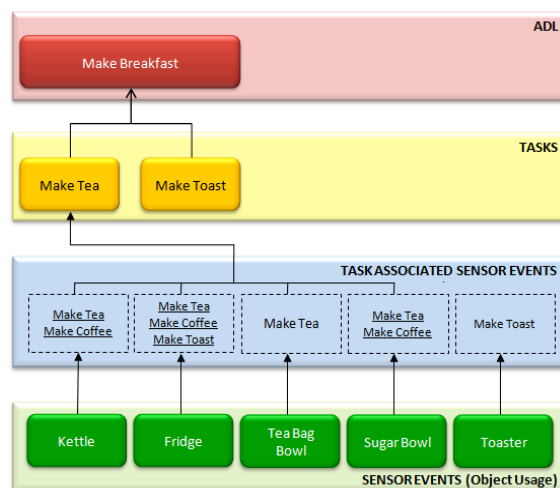 ADL
Make Breakfast
TASKS
Make Tea
Make Toast
TASK ASSOCIATED SENSOR EVENTS
Make Tea
Make Coffee
Make Tea
Make Coffee
Make Toast
Make Tea
Make Tea
Make Coffee
Make Toast
Kettle
Fridge
Tea Bag
Bowl
Sugar Bowl
Toaster
SENSOR EVENTS (Object Usage)